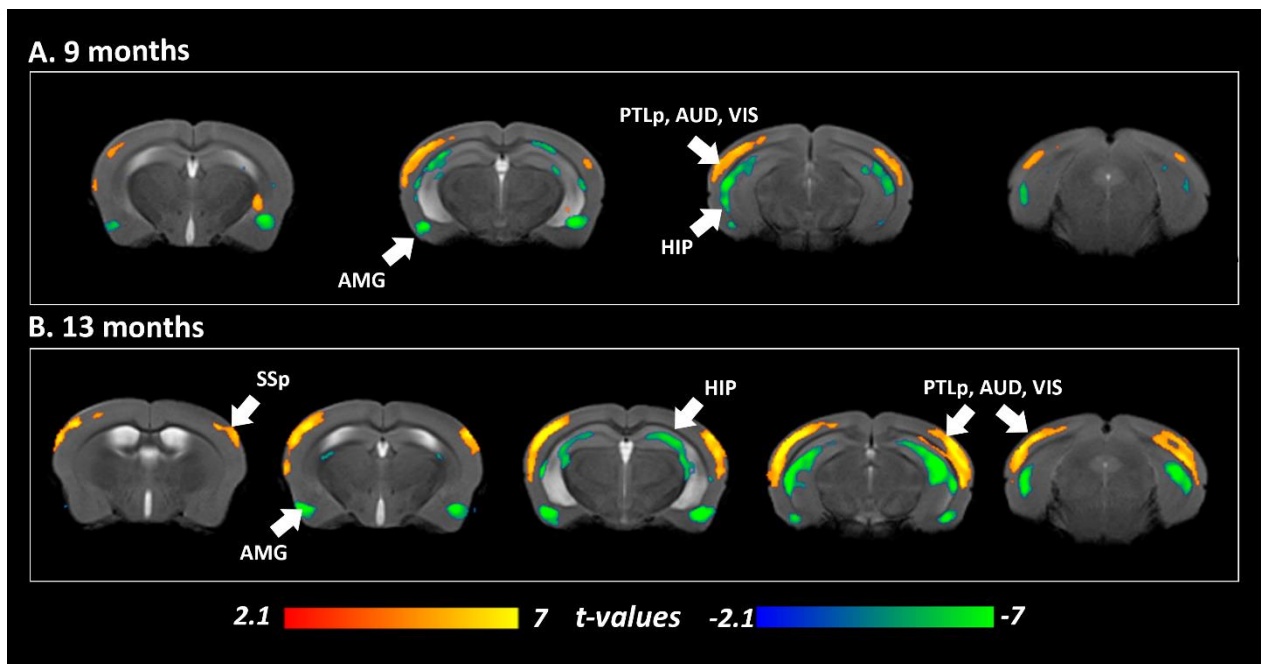 A. 9 months
PTLp, AUD, VIS
HIP
AMG
B. 13 months
SSp
HIP
PTLp, AUD, VIS
AMG
2.1 7 t-values -2.1 -7